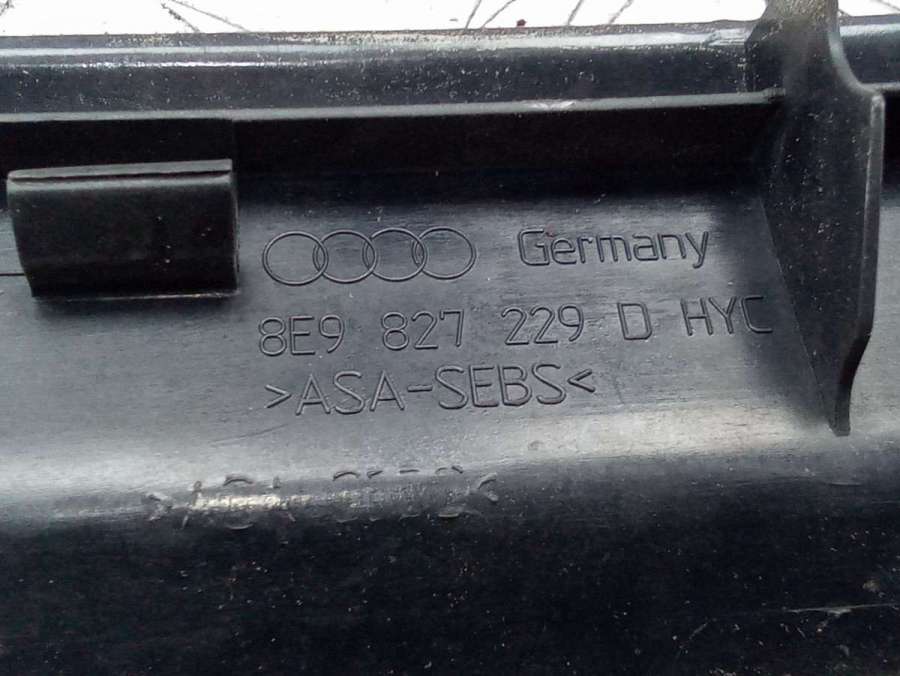 Germany
8E9 827 229 D HYC
>ASA-SEBS<